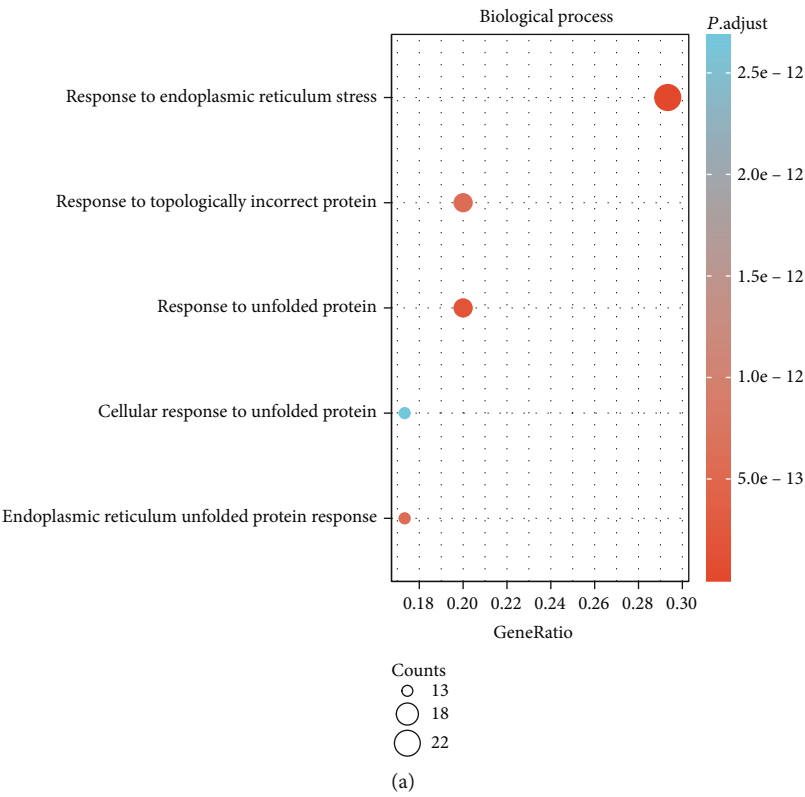 Biological process
P.adjust
Response to endoplasmic reticulum stress
Response to topologically incorrect protein
Response to unfolded protein
Cellular response to unfolded protein
Endoplasmic reticulum unfolded protein response
2.5e – 12
2.0e – 12
1.5e – 12
1.0e – 12
5.0e – 13
0.18 0.20 0.22 0.24 0.26 0.28 0.30
GeneRatio
Counts
13
18
22
(a)